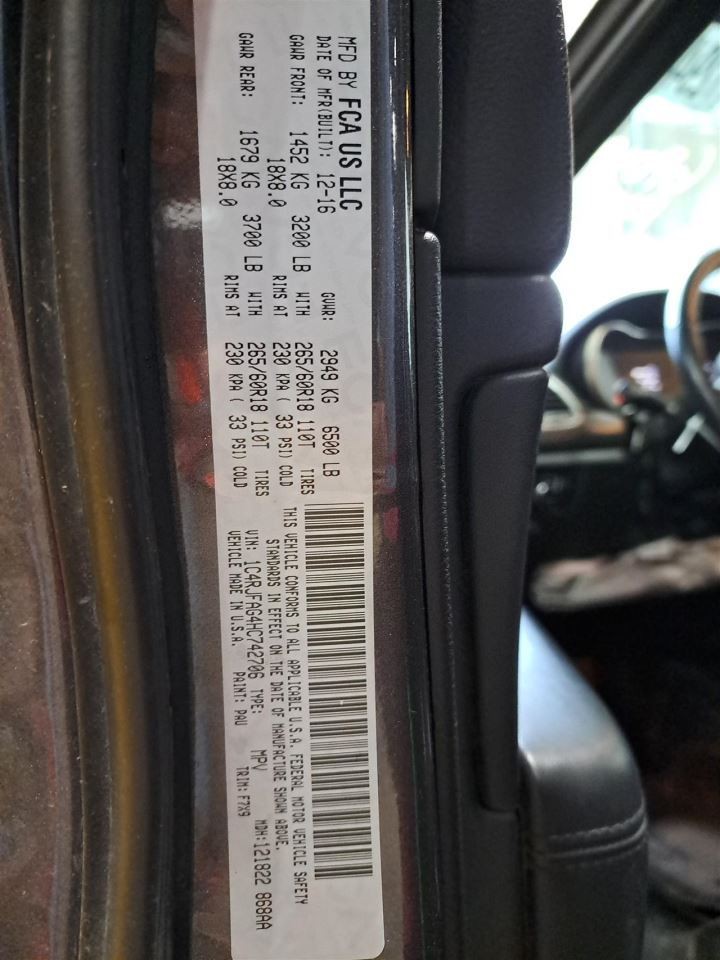 MFD BY FCA US LLC
DATE OF MFR(BUILT): 12-16 GVWR: 2949 KG 6500 LB
GAWR FRONT: 1452 KG 3200 LB WITH 265/60R18 110T TIRES
18X8.0 RIMS AT 230 KPA ( 33 PSI) COLD
GAWR REAR: 1679 KG 3700 LB WITH 265/60R18 110T TIRES
18X8.0 RIMS AT 230 KPA ( 33 PSI) COLD
THIS VEHICLE CONFORMS TO ALL APPLICABLE U.S.A. FEDERAL MOTOR VEHICLE SAFETY
STANDARDS IN EFFECT ON THE DATE OF MANUFACTURE SHOWN ABOVE.
VIN: 1C4RJFAG4HC742706 TYPE: MPV MDH:121822 868AA
VEHICLE MADE IN U.S.A. PAINT: PAU TRIM: F7X9